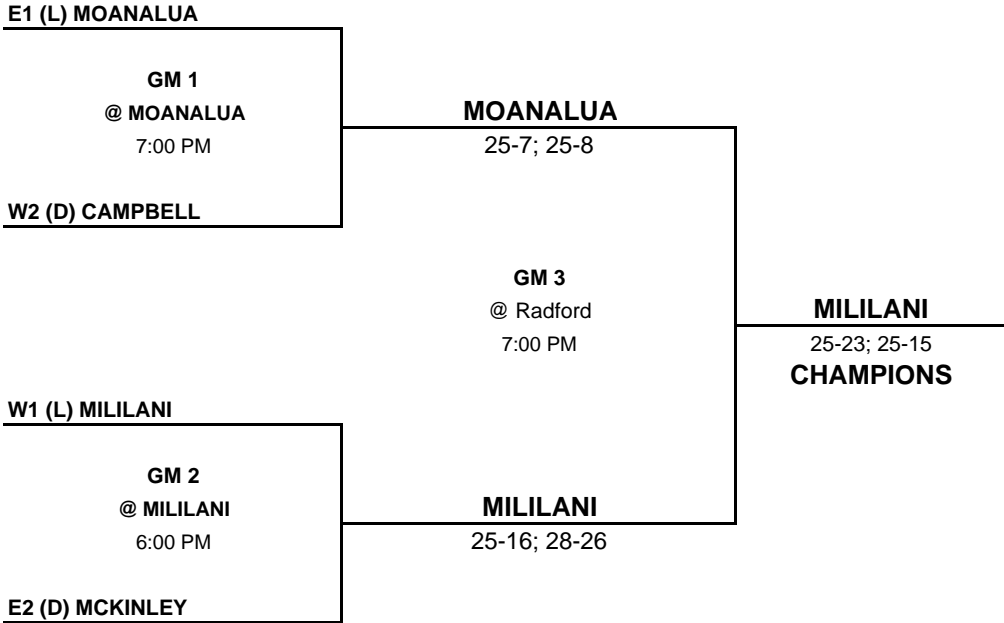 E1 (L) MOANALUA
GM 1
@ MOANALUA
7:00 PM
MOANALUA
25-7; 25-8
W2 (D) CAMPBELL
GM 3
@ Radford
7:00 PM
MILILANI
25-23; 25-15
CHAMPIONS
W1 (L) MILILANI
GM 2
@ MILILANI
6:00 PM
MILILANI
25-16; 28-26
E2 (D) MCKINLEY